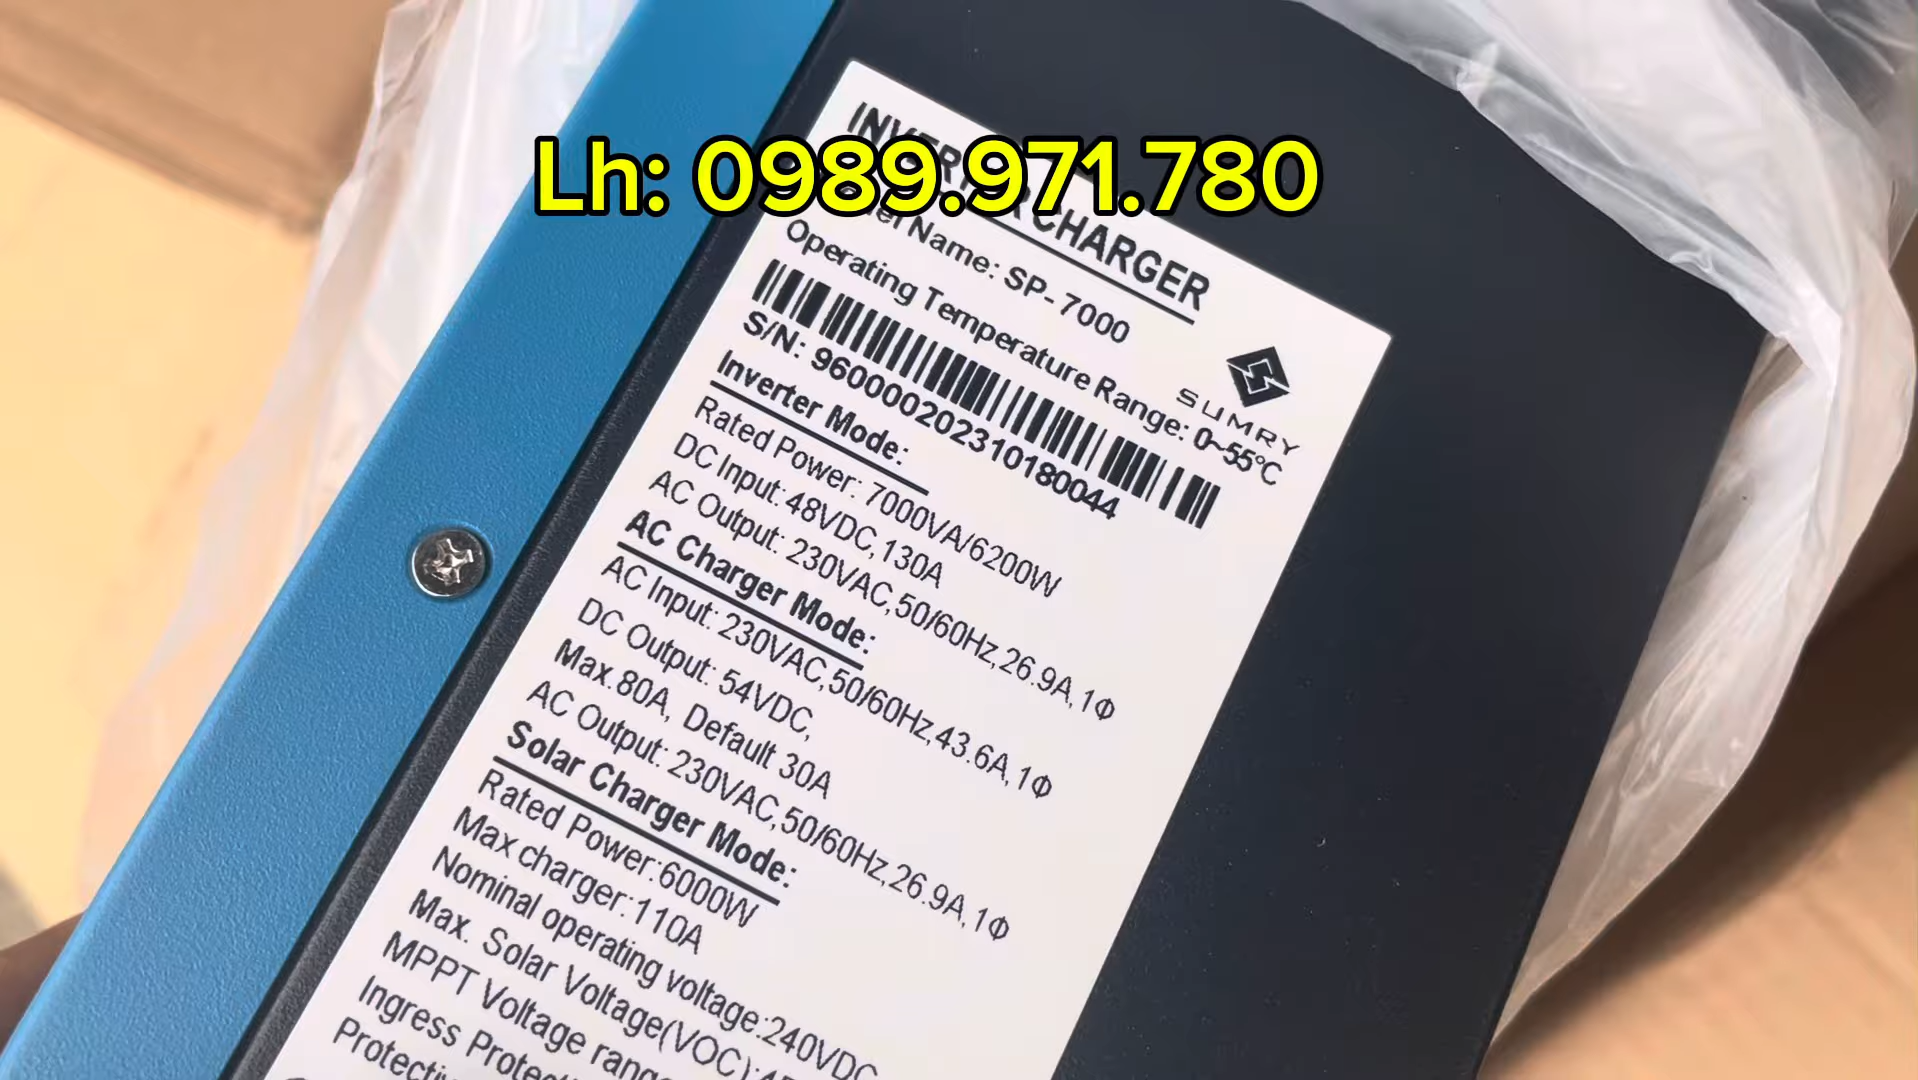 Lh: 0989.971.780
INVERTER CHARGER
Name: SP-7000
Operating Temperature Range: 0~55℃
SUMRY
S/N: 960000202310180044
Inverter Mode:
Rated Power: 7000VA/6200W
DC Input: 48VDC,130A
AC Output: 230VAC,50/60Hz,26.9A,1Φ
AC Charger Mode:
AC Input: 230VAC,50/60Hz,43.6A,1Φ
DC Output: 54VDC,
Max.80A, Default 30A
AC Output: 230VAC,50/60Hz,26.9A,1Φ
Solar Charger Mode:
Rated Power:6000W
Max charger:110A
Nominal operating voltage:240VDC
Max. Solar Voltage(VOC):
MPPT Voltage
Ingress